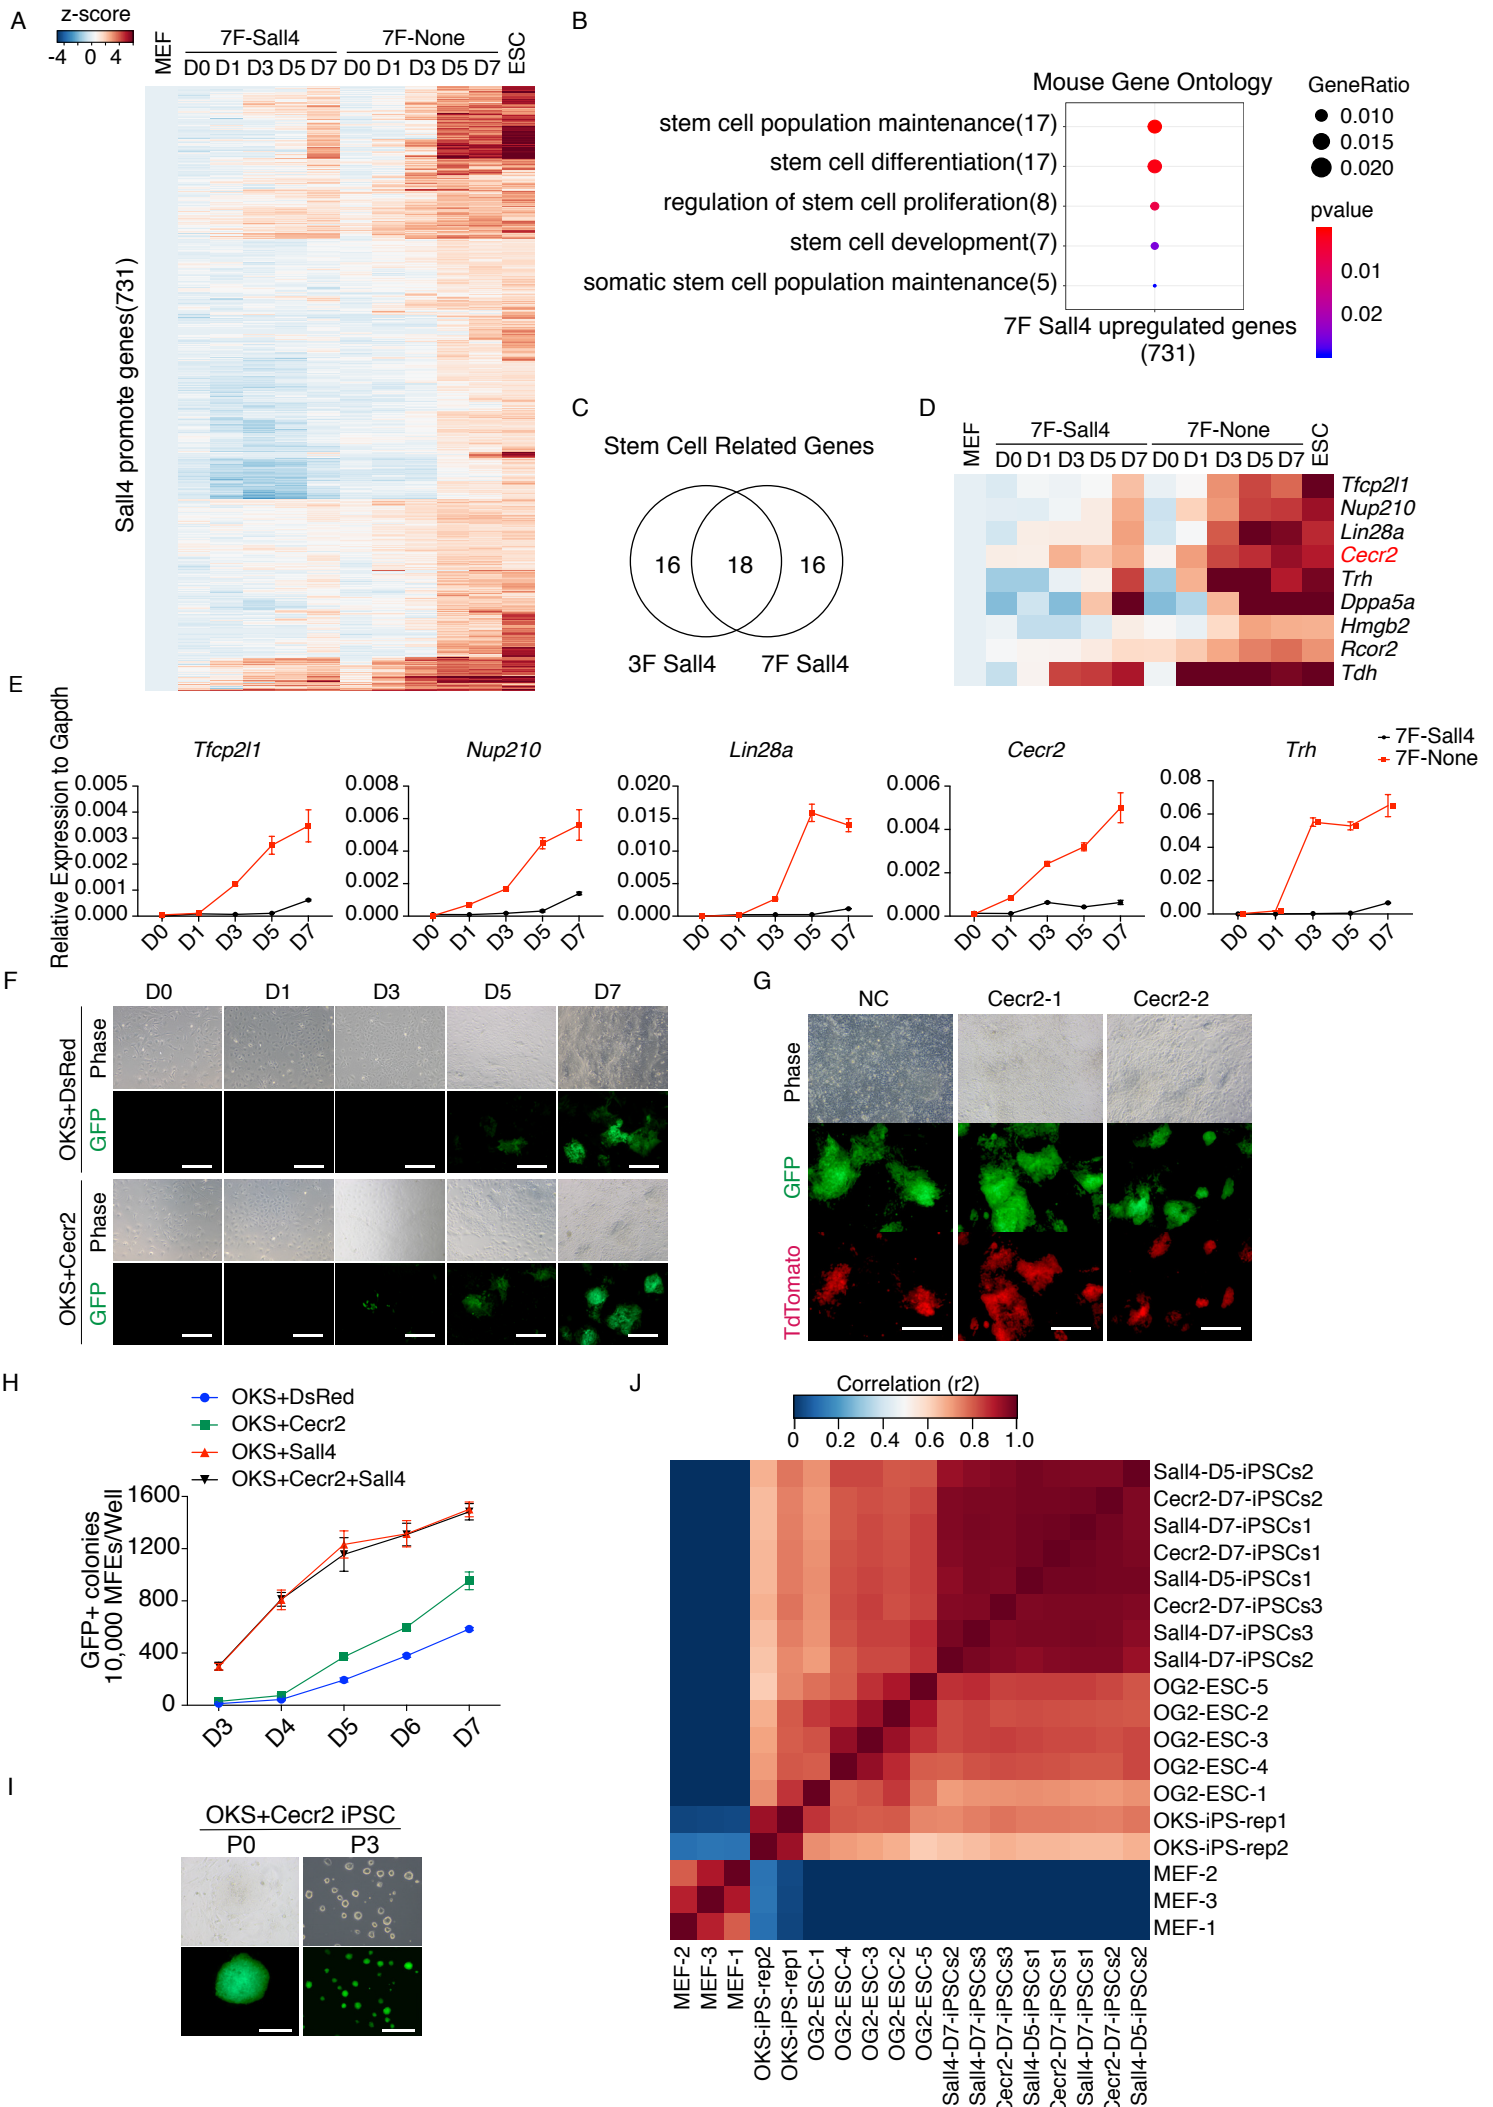 A
z-score
-4 0 4
MEF
7F-Sall4
7F-None
ESC
D0 D1 D3 D5 D7 D0 D1 D3 D5 D7
Sall4 promote genes(731)
B
Mouse Gene Ontology
stem cell population maintenance(17)
stem cell differentiation(17)
regulation of stem cell proliferation(8)
stem cell development(7)
somatic stem cell population maintenance(5)
7F Sall4 upregulated genes
(731)
GeneRatio
0.010
0.015
0.020
pvalue
0.01
0.02
C
Stem Cell Related Genes
16 18 16
3F Sall4 7F Sall4
D
MEF
7F-Sall4
7F-None
ESC
D0 D1 D3 D5 D7 D0 D1 D3 D5 D7
Tfcp2l1
Nup210
Lin28a
Cecr2
Trh
Dppa5a
Hmgb2
Rcor2
Tdh
E
Relative Expression to Gapdh
Tfcp2l1
0.005
0.004
0.003
0.002
0.001
0.000
D0 D1 D3 D5 D7
Nup210
0.008
0.006
0.004
0.002
0.000
D0 D1 D3 D5 D7
Lin28a
0.020
0.015
0.010
0.005
0.000
D0 D1 D3 D5 D7
Cecr2
0.006
0.004
0.002
0.000
D0 D1 D3 D5 D7
Trh
0.08
0.06
0.04
0.02
0.00
D0 D1 D3 D5 D7
7F-Sall4
7F-None
F
D0 D1 D3 D5 D7
OKS+DsRed
Phase
GFP
OKS+Cecr2
Phase
GFP
G
NC Cecr2-1 Cecr2-2
Phase
GFP
TdTomato
H
OKS+DsRed
OKS+Cecr2
OKS+Sall4
OKS+Cecr2+Sall4
GFP+ colonies
10,000 MFEs/Well
1600
1200
800
400
0
D3 D4 D5 D6 D7
I
OKS+Cecr2 iPSC
P0 P3
J
Correlation (r2)
0 0.2 0.4 0.6 0.8 1.0
Sall4-D5-iPSCs2
Cecr2-D7-iPSCs2
Sall4-D7-iPSCs1
Cecr2-D7-iPSCs1
Sall4-D5-iPSCs1
Cecr2-D7-iPSCs3
Sall4-D7-iPSCs3
Sall4-D7-iPSCs2
OG2-ESC-5
OG2-ESC-2
OG2-ESC-3
OG2-ESC-4
OG2-ESC-1
OKS-iPS-rep1
OKS-iPS-rep2
MEF-2
MEF-3
MEF-1
MEF-2
MEF-3
MEF-1
OKS-iPS-rep2
OKS-iPS-rep1
OG2-ESC-1
OG2-ESC-4
OG2-ESC-3
OG2-ESC-2
OG2-ESC-5
Sall4-D7-iPSCs2
Sall4-D7-iPSCs3
Cecr2-D7-iPSCs3
Sall4-D5-iPSCs1
Cecr2-D7-iPSCs1
Sall4-D7-iPSCs1
Cecr2-D7-iPSCs2
Sall4-D5-iPSCs2